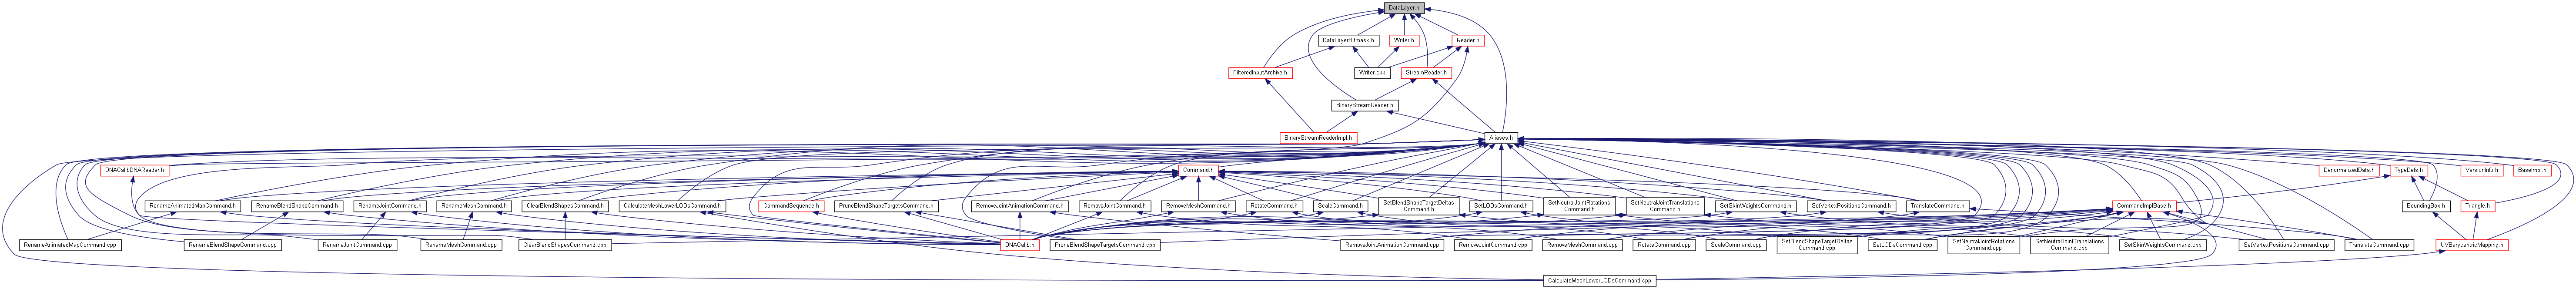 DataLayer.h
DataLayerBitmask.h
Writer.h
Reader.h
FilteredInputArchive.h
Writer.cpp
StreamReader.h
BinaryStreamReader.h
BinaryStreamReaderImpl.h
Aliases.h
DNACalibDNAReader.h
Command.h
DenormalizedData.h
TypeDefs.h
VersionInfo.h
BaseImpl.h
RenameAnimatedMapCommand.h
RenameBlendShapeCommand.h
RenameJointCommand.h
RenameMeshCommand.h
ClearBlendShapesCommand.h
CalculateMeshLowerLODsCommand.h
CommandSequence.h
PruneBlendShapeTargetsCommand.h
RemoveJointAnimationCommand.h
RemoveJointCommand.h
RemoveMeshCommand.h
RotateCommand.h
ScaleCommand.h
SetBlendShapeTargetDeltas
Command.h
SetLODsCommand.h
SetNeutralJointRotations
Command.h
SetNeutralJointTranslations
Command.h
SetSkinWeightsCommand.h
SetVertexPositionsCommand.h
TranslateCommand.h
CommandImplBase.h
BoundingBox.h
Triangle.h
RenameAnimatedMapCommand.cpp
RenameBlendShapeCommand.cpp
RenameJointCommand.cpp
RenameMeshCommand.cpp
ClearBlendShapesCommand.cpp
DNACalib.h
PruneBlendShapeTargetsCommand.cpp
RemoveJointAnimationCommand.cpp
RemoveJointCommand.cpp
RemoveMeshCommand.cpp
RotateCommand.cpp
ScaleCommand.cpp
SetBlendShapeTargetDeltas
Command.cpp
SetLODsCommand.cpp
SetNeutralJointRotations
Command.cpp
SetNeutralJointTranslations
Command.cpp
SetSkinWeightsCommand.cpp
SetVertexPositionsCommand.cpp
TranslateCommand.cpp
UVBarycentricMapping.h
CalculateMeshLowerLODsCommand.cpp